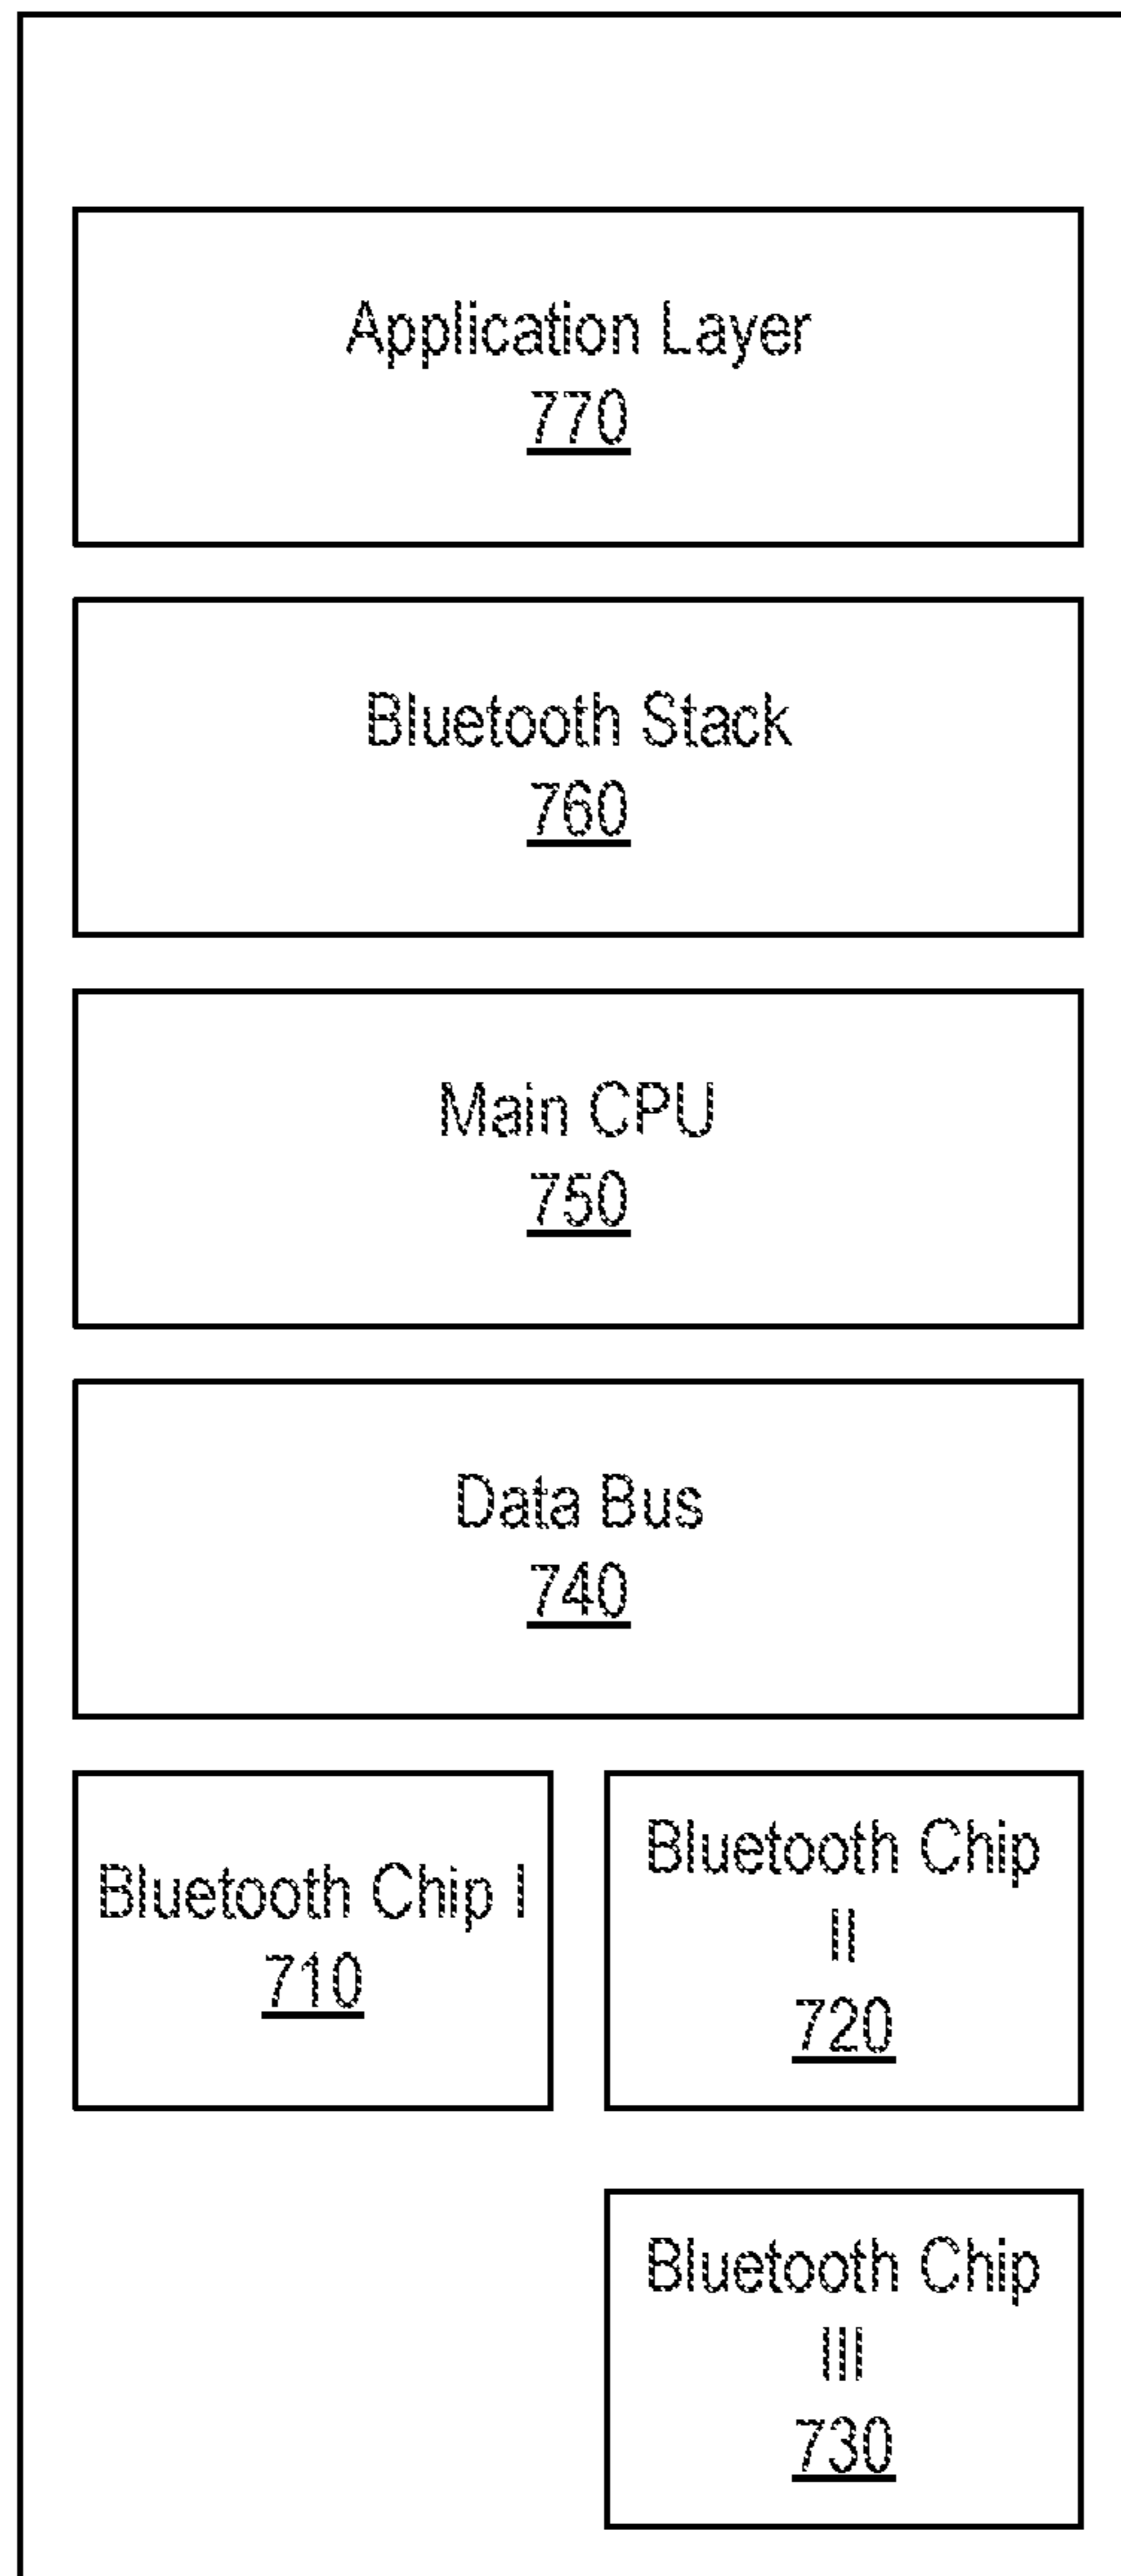 Application Layer
770
Bluetooth Stack
760
Main CPU
750
Data Bus
740
Bluetooth Chip I
710
Bluetooth Chip
II
720
Bluetooth Chip
III
730